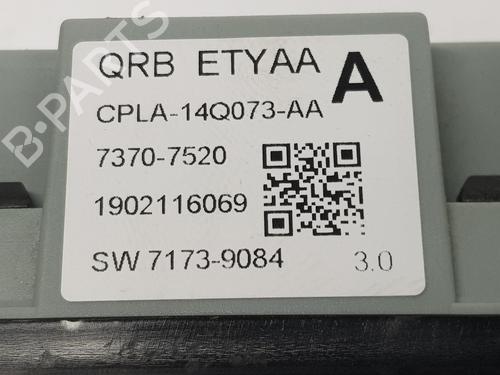 QRB ETYAA A
CPLA-14Q073-AA
7370-7520
1902116069
SW 7173-9084 3.0
B-PARTS